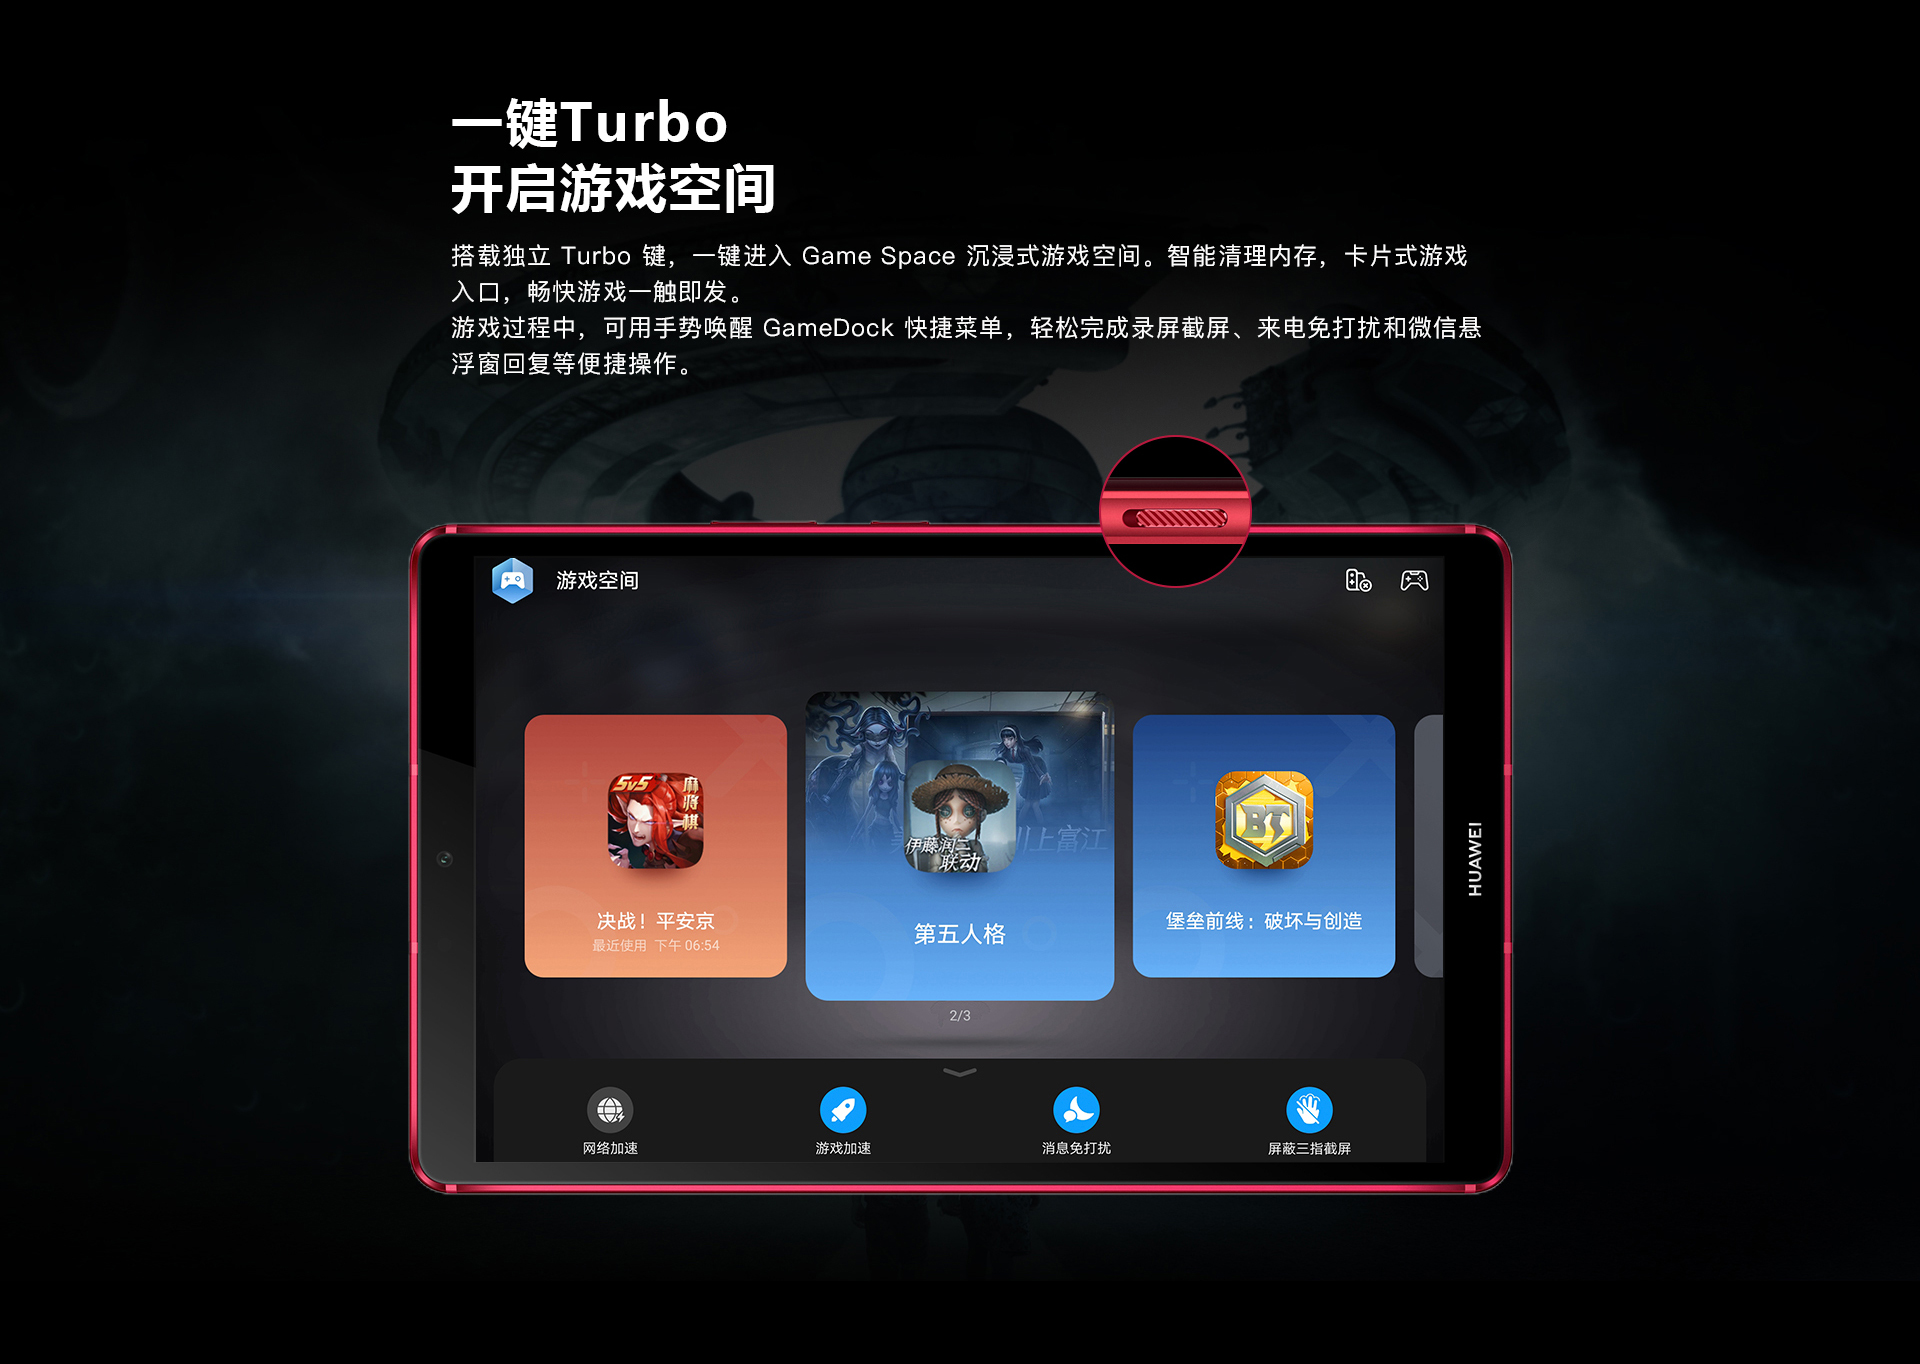 一键Turbo
开启游戏空间
搭载独立 Turbo 键，一键进入 Game Space 沉浸式游戏空间。智能清理内存，卡片式游戏
入口，畅快游戏一触即发。
游戏过程中，可用手势唤醒 GameDock 快捷菜单，轻松完成录屏截屏、来电免打扰和微信悬
浮窗回复等便捷操作。
游戏空间
5v5
麻将棋
决战！平安京
最近使用 下午 06:54
川上富江
伊藤润二
联动
第五人格
BT
堡垒前线：破坏与创造
2/3
HUAWEI
网络加速
游戏加速
消息免打扰
屏蔽三指截屏